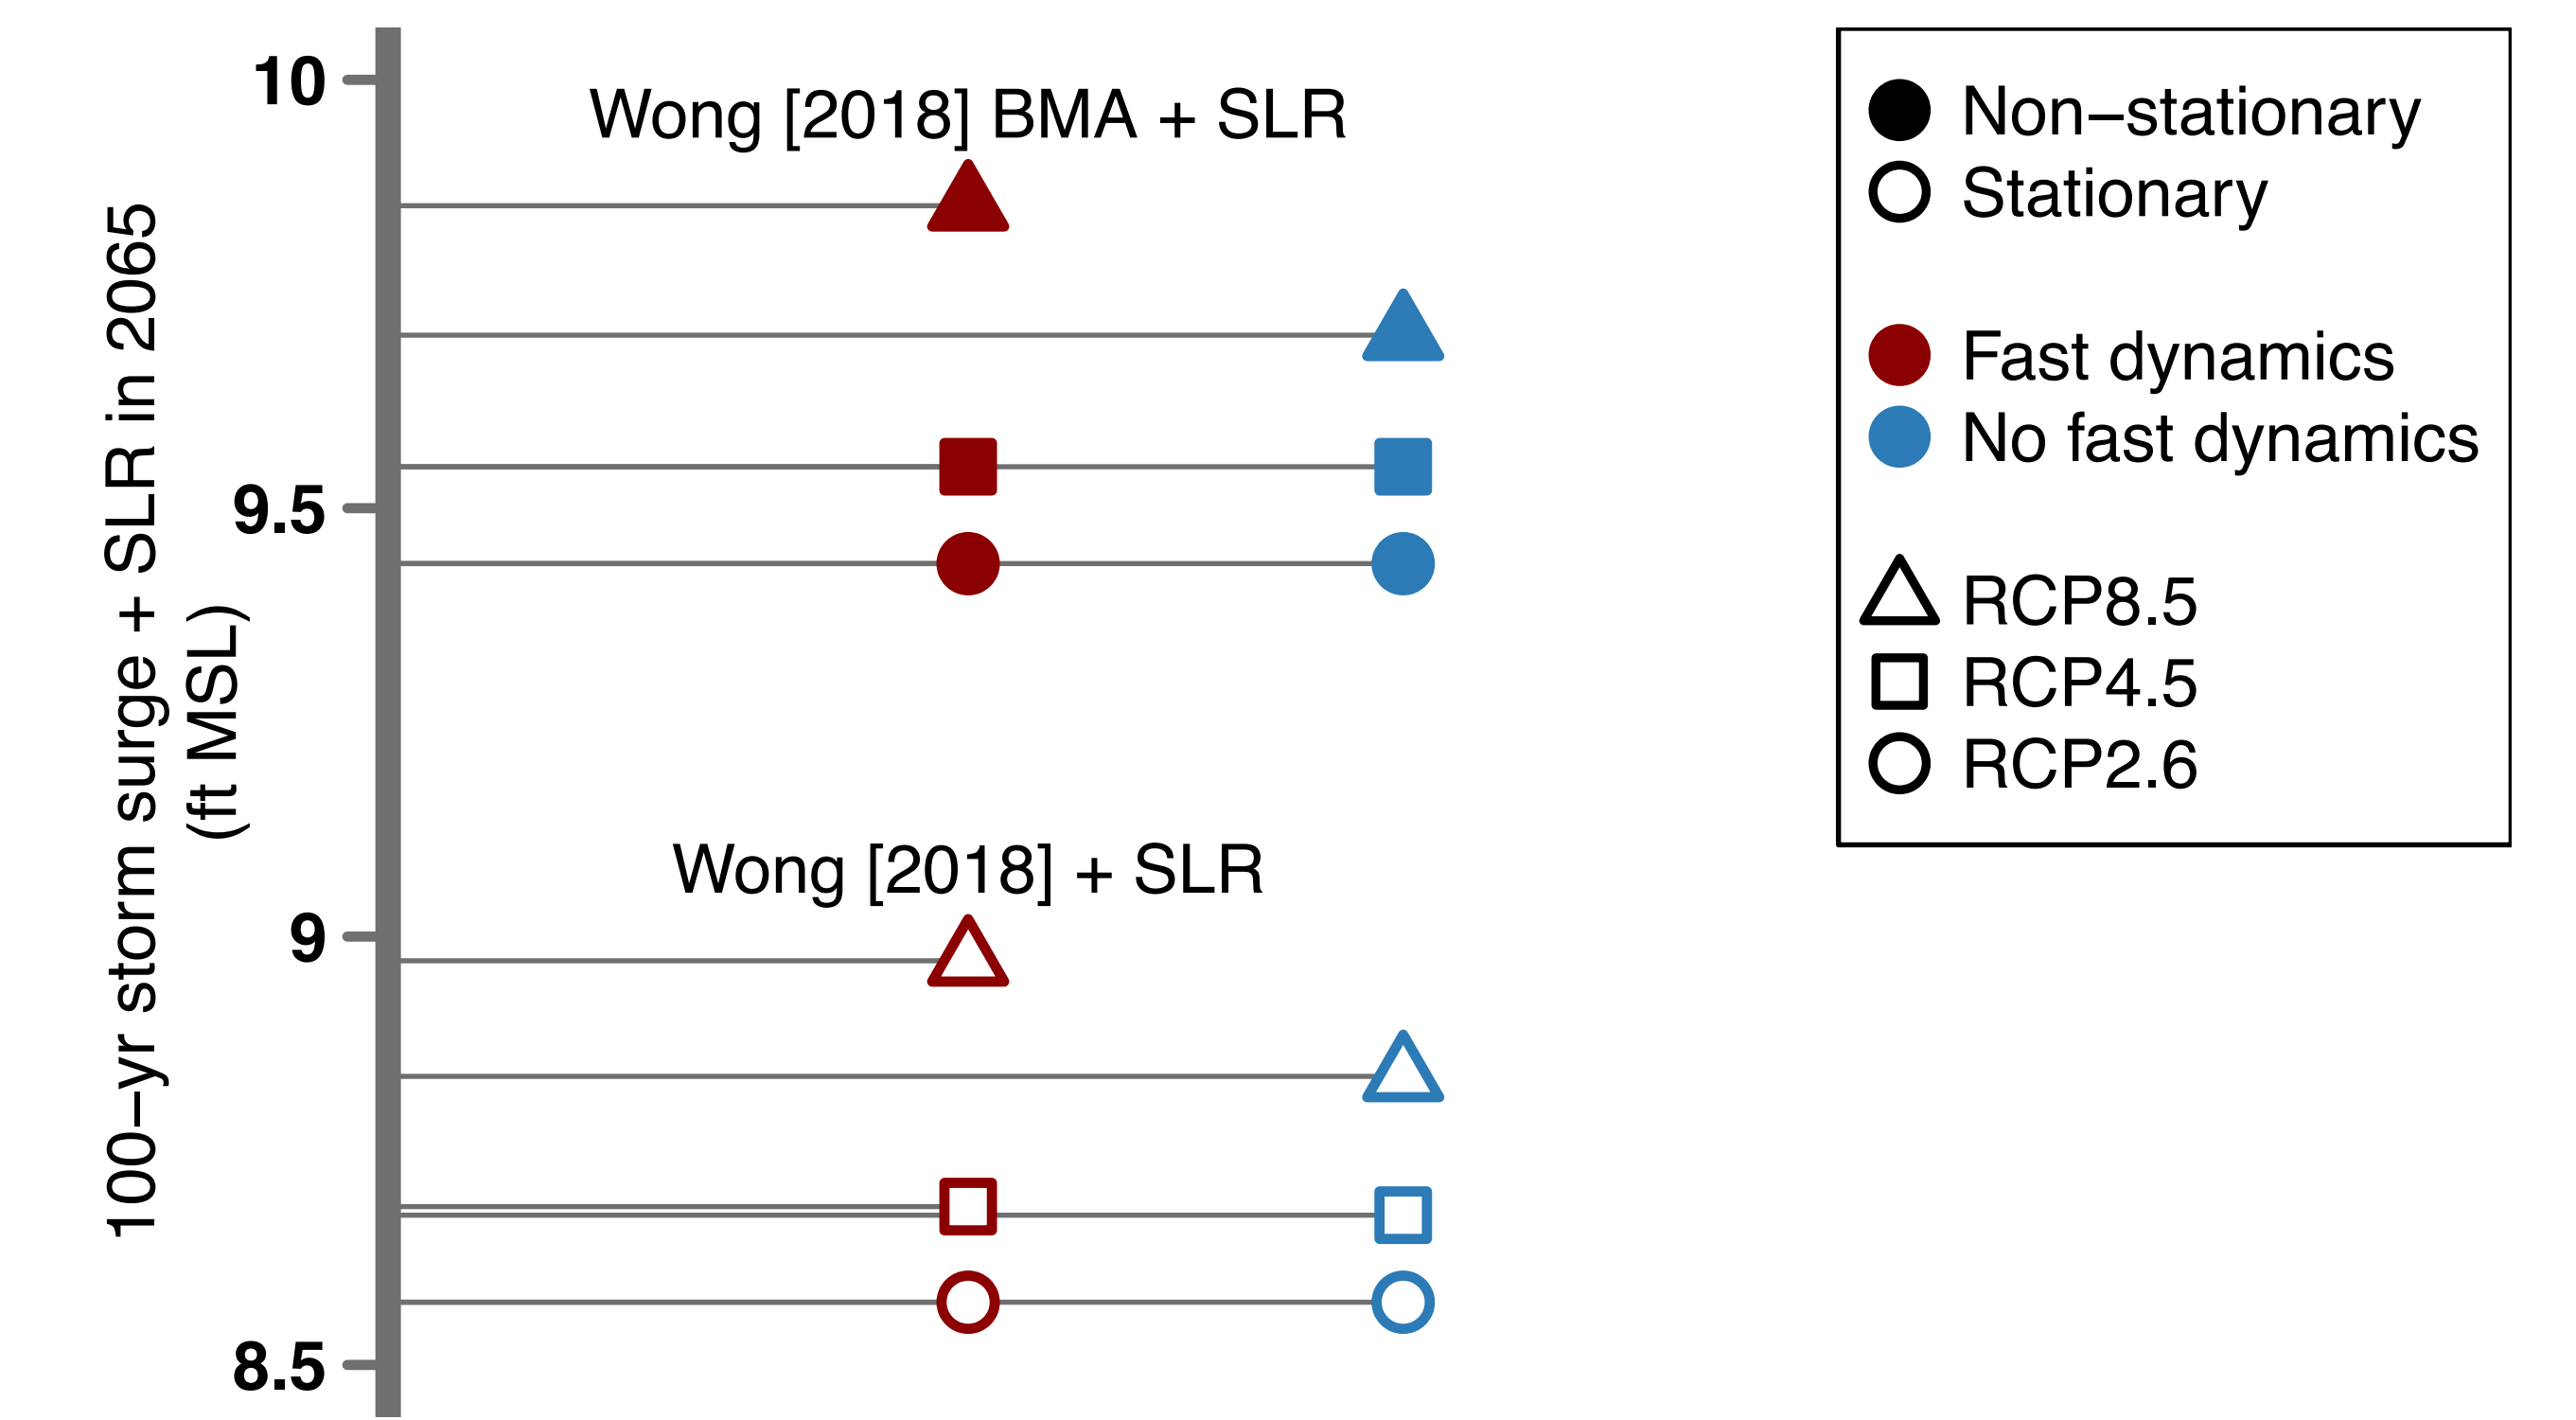 100−yr storm surge + SLR in 2065
(ft MSL)
10
9.5
9
8.5
Wong [2018] BMA + SLR
Wong [2018] + SLR
Non−stationary
Stationary
Fast dynamics
No fast dynamics
RCP8.5
RCP4.5
RCP2.6